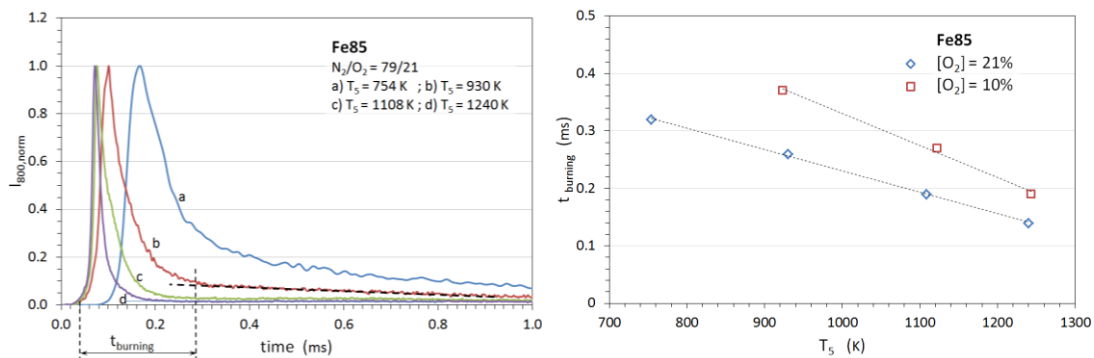 1.2
1.0
0.8
0.6
0.4
0.2
0.0
I800,norm
Fe85
N2/O2 = 79/21
a) T5 = 754 K ; b) T5 = 930 K
c) T5 = 1108 K ; d) T5 = 1240 K
a
b
c
d
0.0 0.2 0.4 0.6 0.8 1.0
tburning
time (ms)
0.5
0.4
0.3
0.2
0.1
0
tburning (ms)
Fe85
[O2] = 21%
[O2] = 10%
700 800 900 1000 1100 1200 1300
T5 (K)